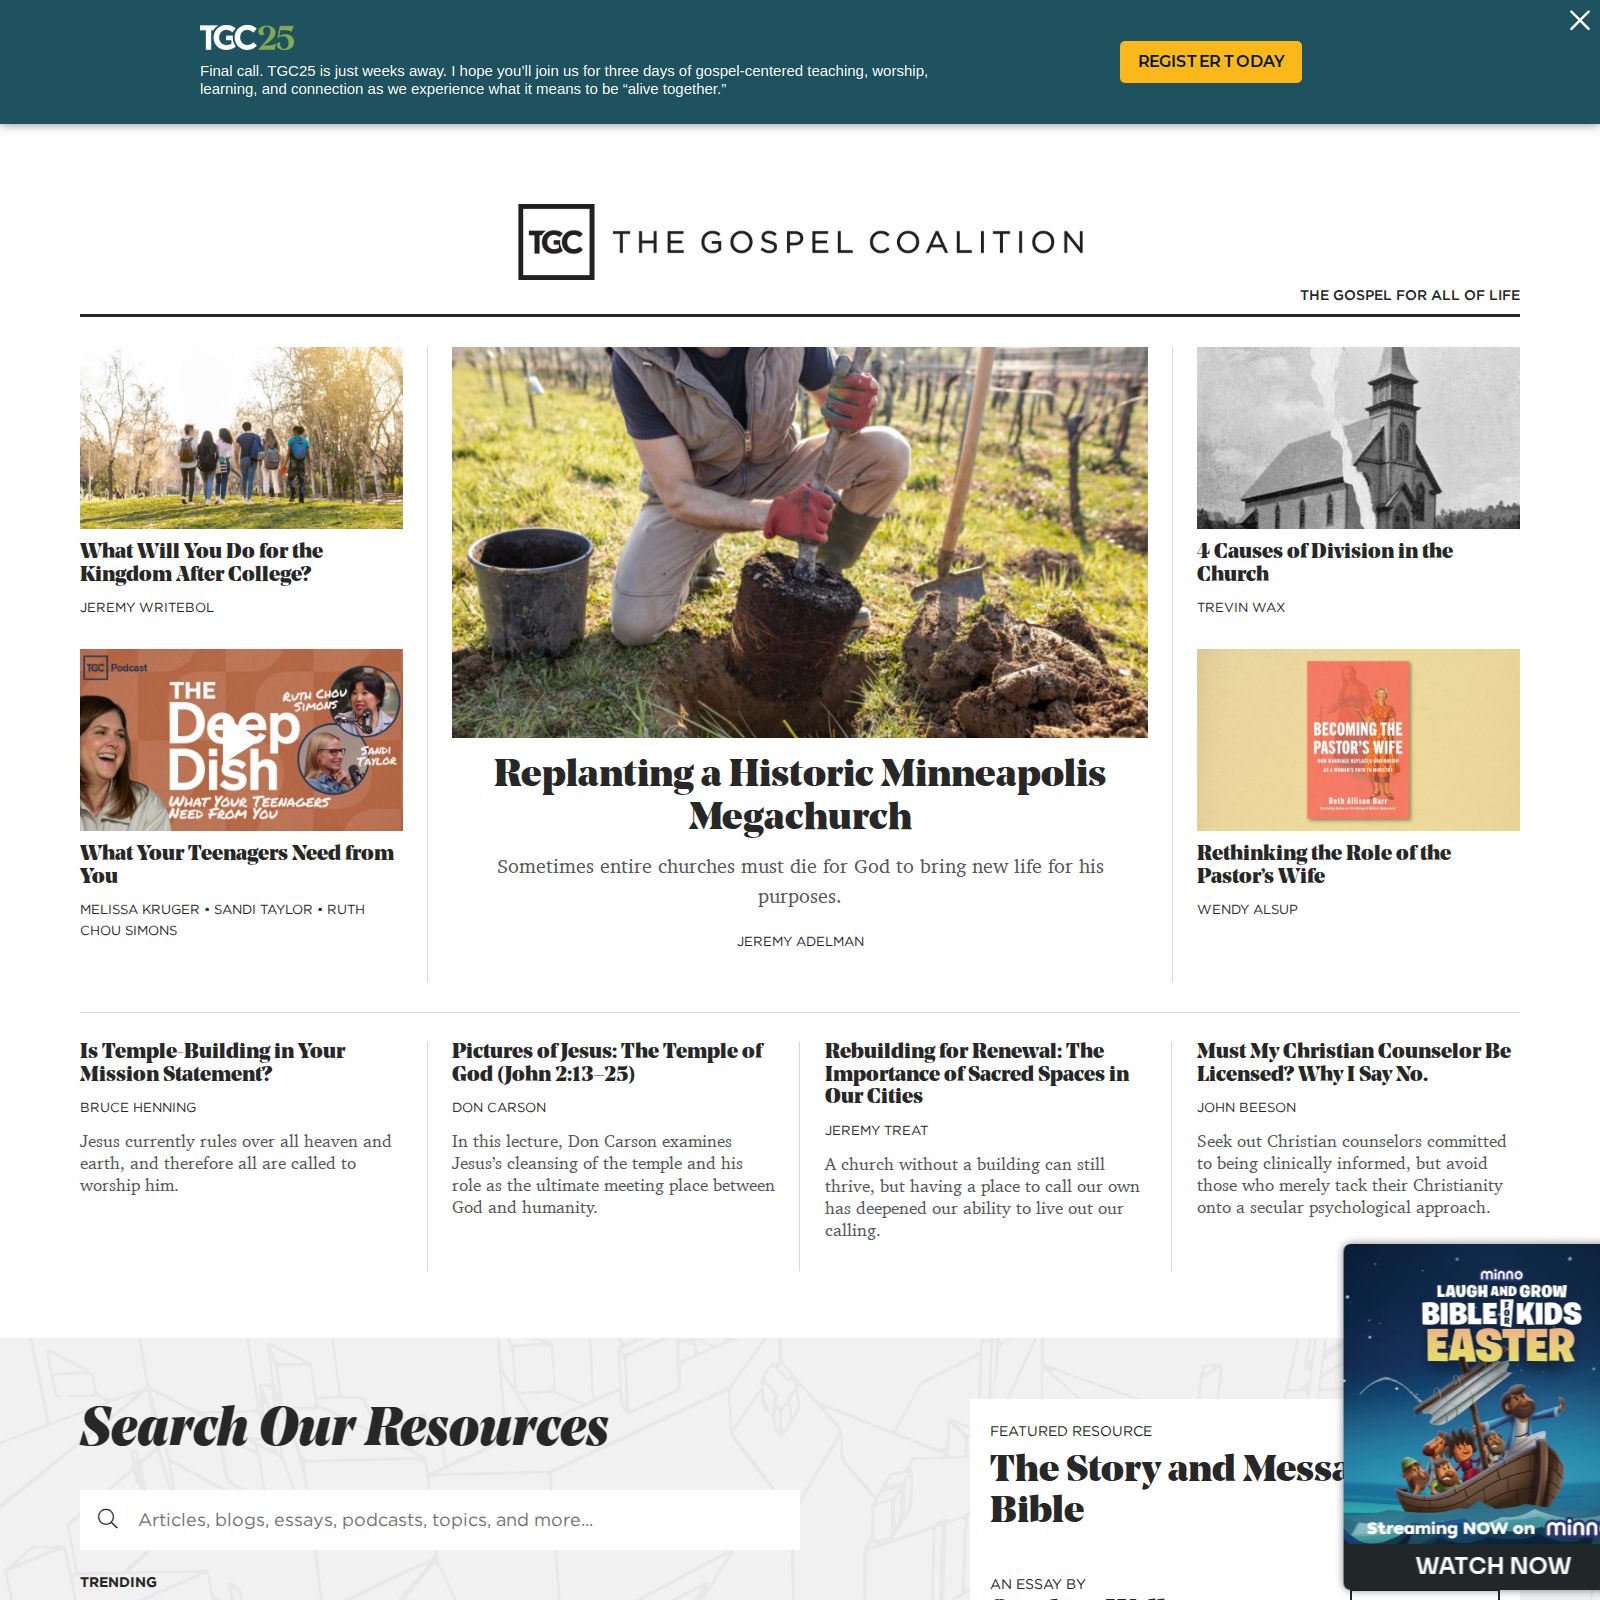 TGC25
Final call. TGC25 is just weeks away. I hope you’ll join us for three days of gospel-centered teaching, worship,
learning, and connection as we experience what it means to be “alive together.”
REGISTER TODAY
TGC THE GOSPEL COALITION
THE GOSPEL FOR ALL OF LIFE
What Will You Do for the
Kingdom After College?
JEREMY WRITEBOL
TGC Podcast
THE
Deep
Dish
RUTH CHOU
SIMONS
SANDI
TAYLOR
WHAT YOUR TEENAGERS
NEED FROM YOU
What Your Teenagers Need from
You
MELISSA KRUGER • SANDI TAYLOR • RUTH
CHOU SIMONS
Replanting a Historic Minneapolis
Megachurch
Sometimes entire churches must die for God to bring new life for his
purposes.
JEREMY ADELMAN
4 Causes of Division in the
Church
TREVIN WAX
BECOMING THE
PASTOR'S WIFE
HOW MARRIAGE REPLACED ORDINATION
AS A WOMAN'S PATH TO MINISTRY
Beth Allison Barr
Rethinking the Role of the
Pastor’s Wife
WENDY ALSUP
Is Temple-Building in Your
Mission Statement?
BRUCE HENNING
Jesus currently rules over all heaven and
earth, and therefore all are called to
worship him.
Pictures of Jesus: The Temple of
God (John 2:13–25)
DON CARSON
In this lecture, Don Carson examines
Jesus’s cleansing of the temple and his
role as the ultimate meeting place between
God and humanity.
Rebuilding for Renewal: The
Importance of Sacred Spaces in
Our Cities
JEREMY TREAT
A church without a building can still
thrive, but having a place to call our own
has deepened our ability to live out our
calling.
Must My Christian Counselor Be
Licensed? Why I Say No.
JOHN BEESON
Seek out Christian counselors committed
to being clinically informed, but avoid
those who merely tack their Christianity
onto a secular psychological approach.
Search Our Resources
Articles, blogs, essays, podcasts, topics, and more...
TRENDING
FEATURED RESOURCE
The Story and Messa
Bible
AN ESSAY BY
minno
LAUGH AND GROW
BIBLE FOR KIDS
EASTER
Streaming NOW on minn
WATCH NOW